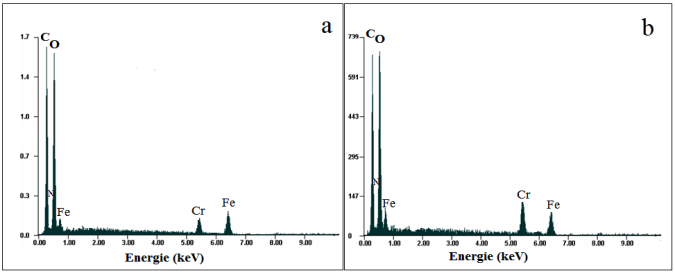 a
C O
1.7
1.4
1.0
0.7
0.3
0.0
N
Fe
Cr
Fe
0.00 1.00 2.00 3.00 4.00 5.00 6.00 7.00 8.00 9.00
Energie (keV)
b
C O
739
591
443
295
147
0
N
Fe
Cr
Fe
0.00 1.00 2.00 3.00 4.00 5.00 6.00 7.00 8.00 9.00
Energie (keV)